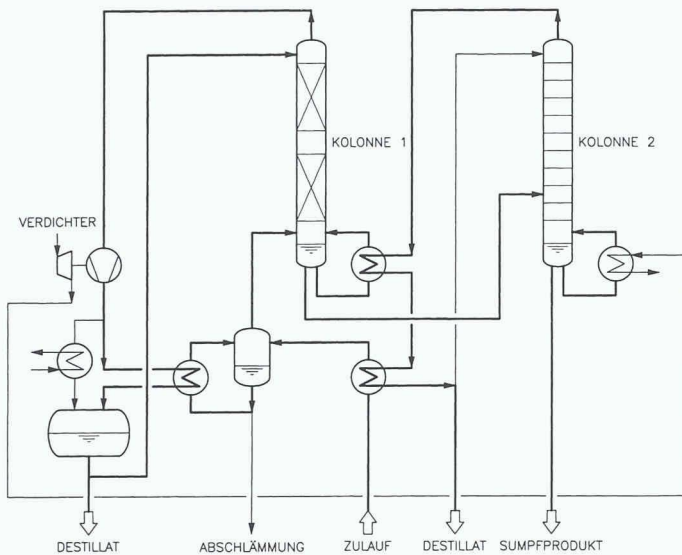 KOLONNE 1
KOLONNE 2
VERDICHTER
DESTILLAT
ABSCHLÄMMUNG
ZULAUF
DESTILLAT
SUMPFPRODUKT